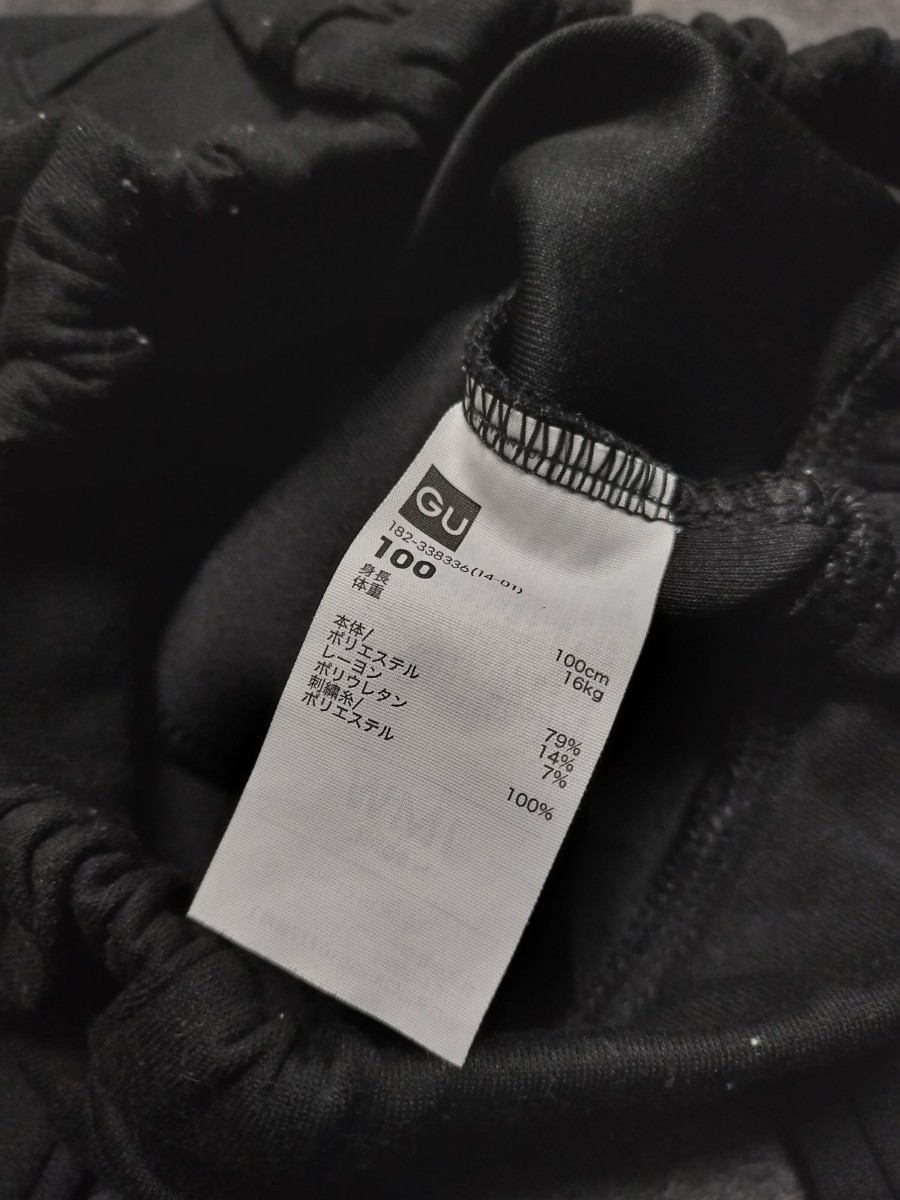 GU
182-338336(14-01)
100
身長 100cm
体重 16kg
本体/
ポリエステル 79%
レーヨン 14%
ポリウレタン 7%
刺繍糸/
ポリエステル 100%